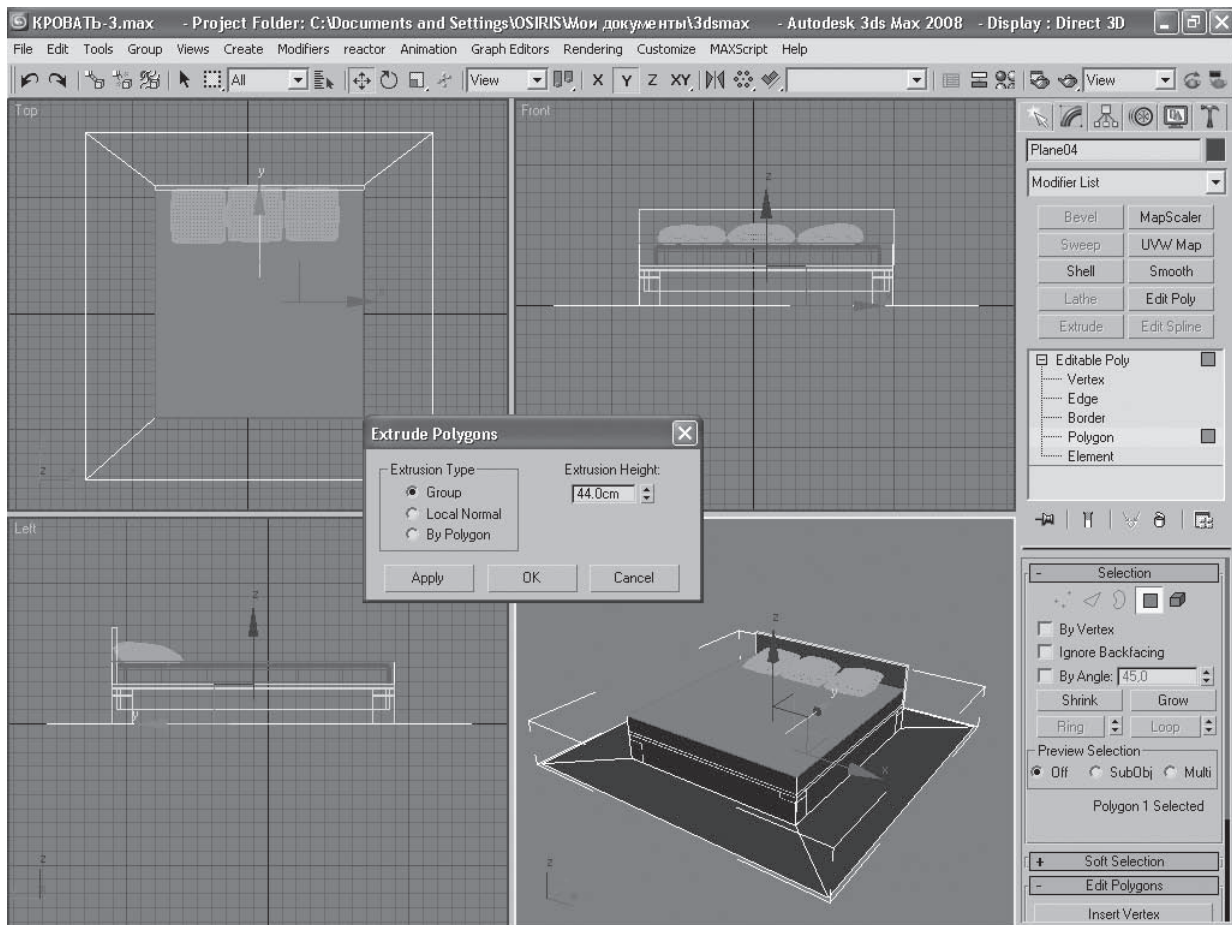 КРОВАТЬ-3.max - Project Folder: C:\Documents and Settings\OSIRIS\Мои документы\3dsmax - Autodesk 3ds Max 2008 - Display : Direct 3D
File Edit Tools Group Views Create Modifiers reactor Animation Graph Editors Rendering Customize MAXScript Help
All View X Y Z XY View
Top
Front
Plane04
Modifier List
Bevel MapScaler
Sweep UVW Map
Shell Smooth
Lathe Edit Poly
Extrude Edit Spline
Editable Poly
Vertex
Edge
Border
Polygon
Element
y
z
z
Extrude Polygons
Extrusion Type Extrusion Height:
Group 44.0cm
Local Normal
By Polygon
Apply OK Cancel
Left
z
y
z
z
y
x
z
Selection
By Vertex
Ignore Backfacing
By Angle: 45,0
Shrink Grow
Ring Loop
Preview Selection
Off SubObj Multi
Polygon 1 Selected
+ Soft Selection
- Edit Polygons
Insert Vertex